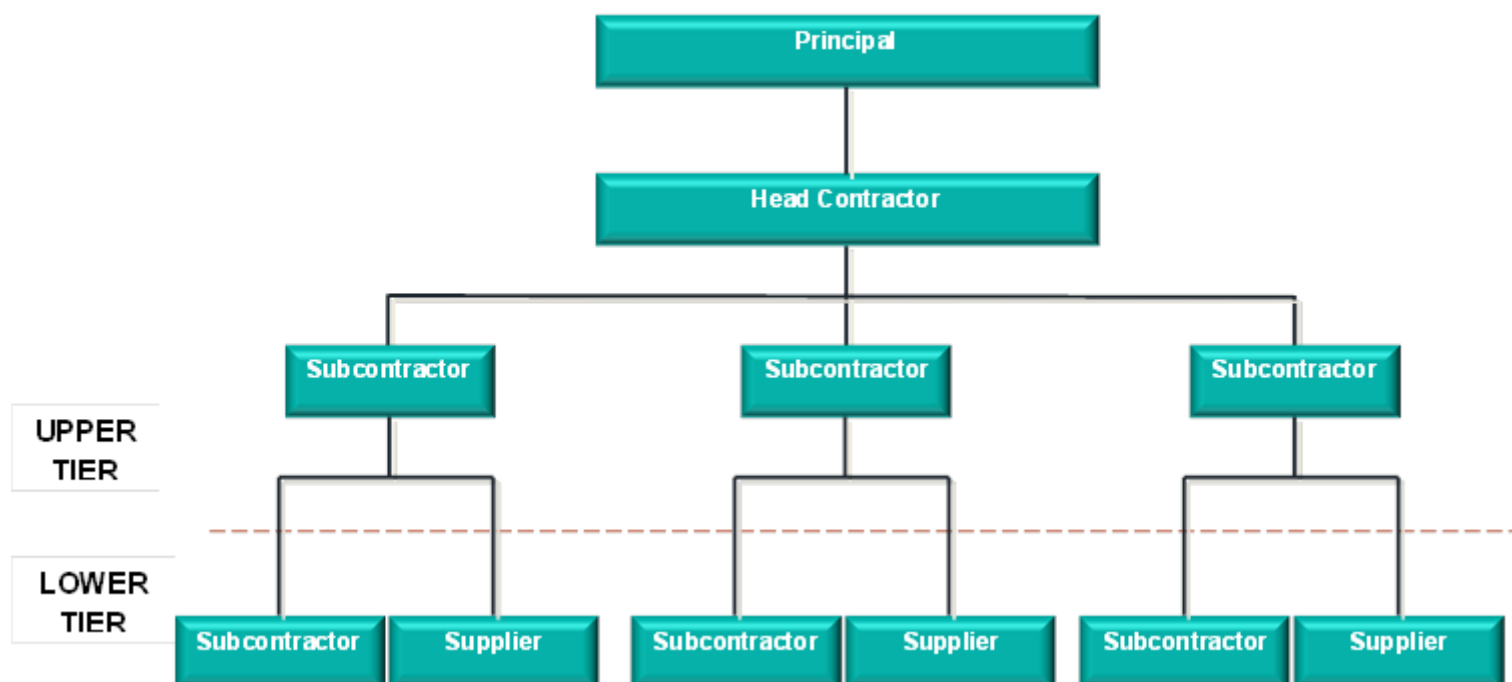 Principal
Head Contractor
Subcontractor Subcontractor Subcontractor
UPPER
TIER
LOWER
TIER
Subcontractor Supplier Subcontractor Supplier Subcontractor Supplier